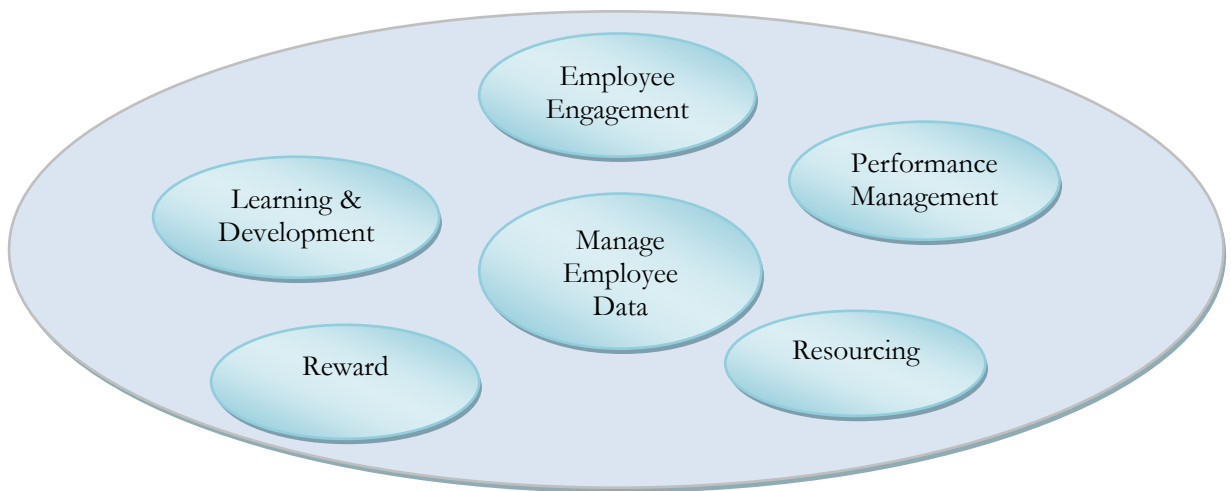 Employee
Engagement
Performance
Management
Learning &
Development
Manage
Employee
Data
Resourcing
Reward